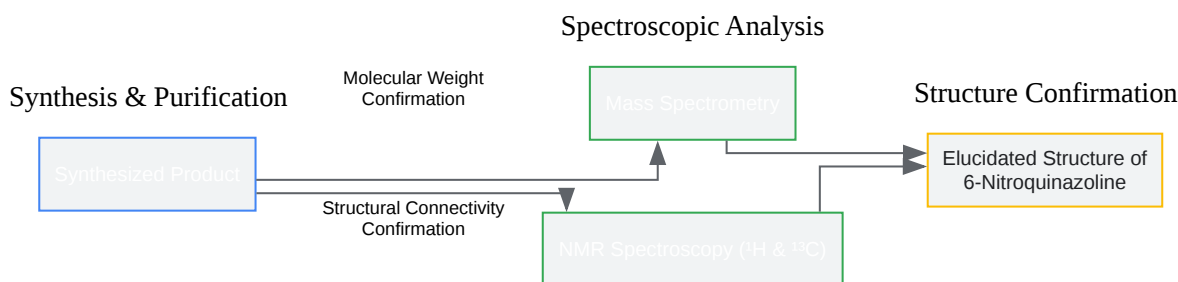 Spectroscopic Analysis
Synthesis & Purification
Molecular Weight
Confirmation
Structure Confirmation
Mass Spectrometry
Synthesized Product
Elucidated Structure of
6-Nitroquinazoline
Structural Connectivity
Confirmation
NMR Spectroscopy (¹H & ¹³C)